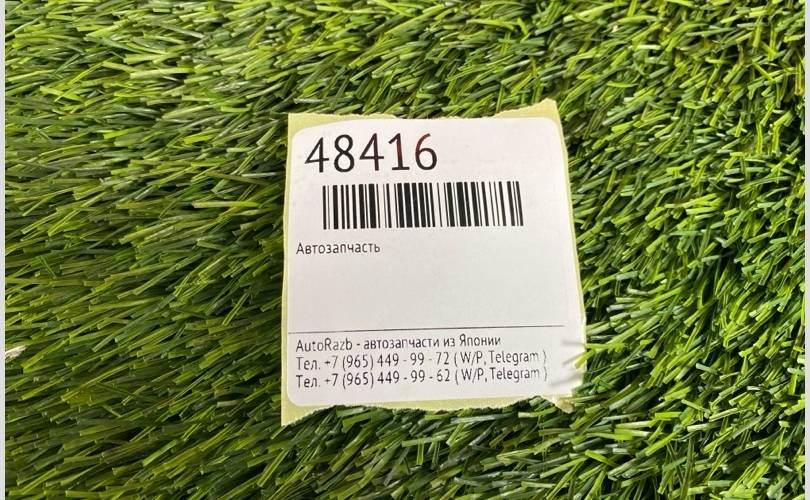 48416
Автозапчасть
AutoRazb - автозапчасти из Японии
Тел. +7 (965) 449 - 99 - 72 ( W/P, Telegram )
Тел. +7 (965) 449 - 99 - 62 ( W/P, Telegram )